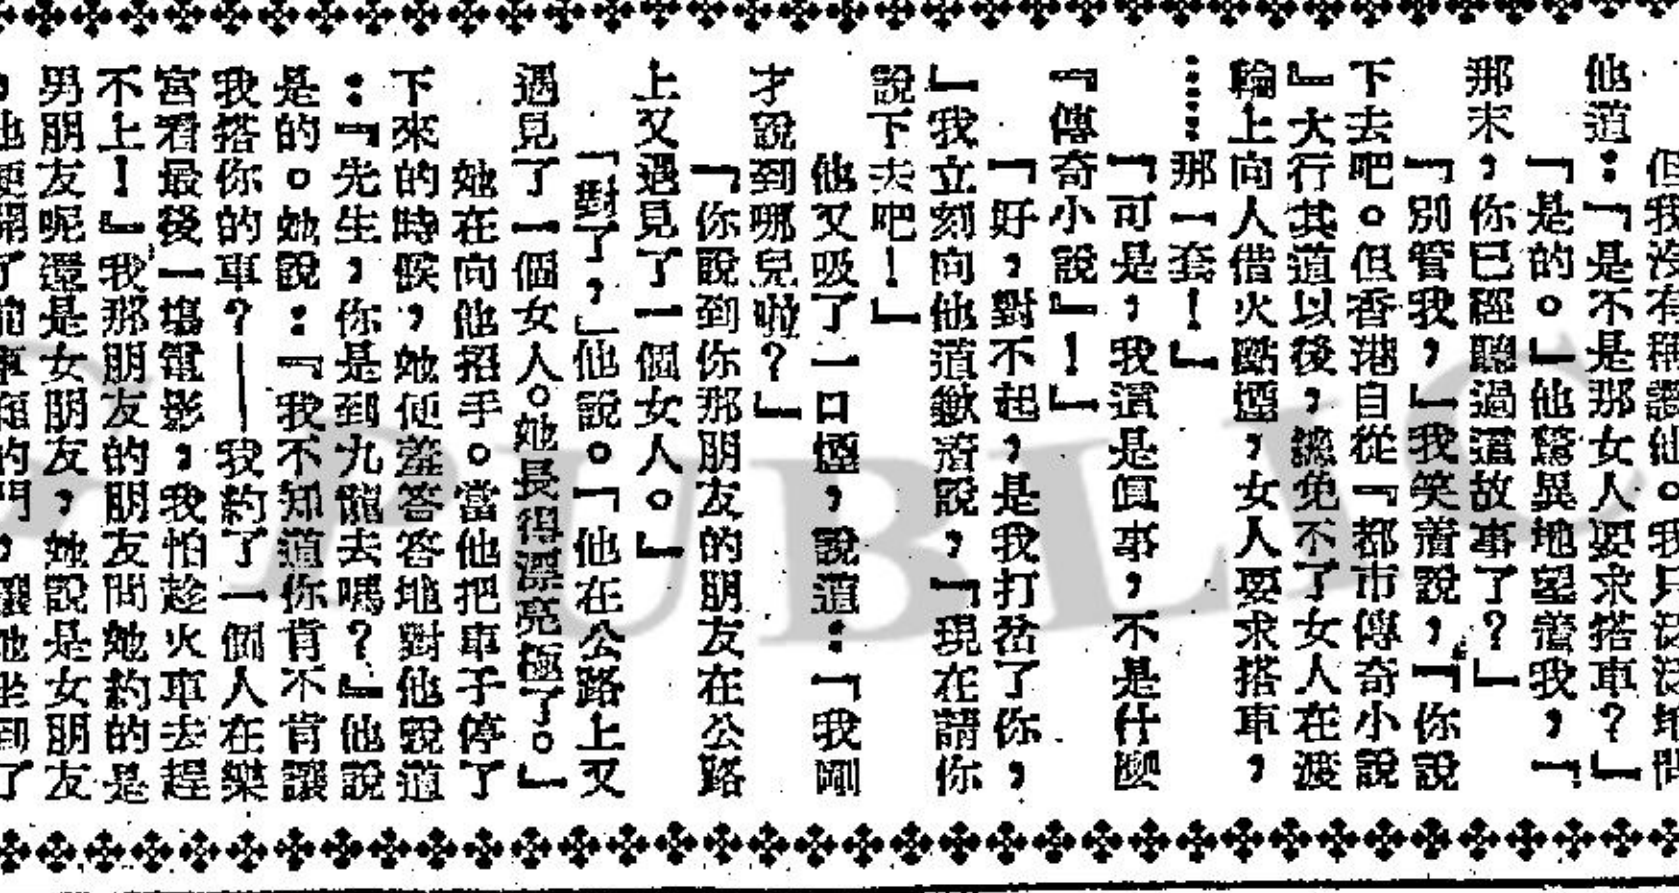 但我沒有稱讚他。我只淡淡地問
他道：「是不是那女人要求搭車？」
「是的。」他驚異地望着我，「
那末，你已經聽過這故事了？」
「別管我，」我笑着說，「你說
下去吧。但香港自從『都市傳奇小說
』大行其道以後，總免不了女人在渡
輪上向人借火點煙，女人要求搭車，
……那一套！」
「可是，我這是眞事，不是什麼
『傳奇小說』！」
「好，對不起，是我打岔了你，
」我立刻向他道歉着說，「現在請你
說下去吧！」
他又吸了一口煙，說道：「我剛
才說到哪兒啦？」
「你說到你那朋友的朋友在公路
上又遇見了一個女人。」
「對了，」他說。「他在公路上又
遇見了一個女人。她長得漂亮極了。」
她在向他招手。當他把車子停了
下來的時候，她便羞答答地對他說道
：『先生，你是到九龍去嗎？』他說
是的。她說：『我不知道你肯不肯讓
我搭你的車？——我約了一個人在樂
宮看最後一場電影，我怕趁火車去趕
不上！』我那朋友的朋友問她約的是
男朋友呢還是女朋友，她說是女朋友
，他便開了前車廂的門，讓她坐到了
PUBLIC